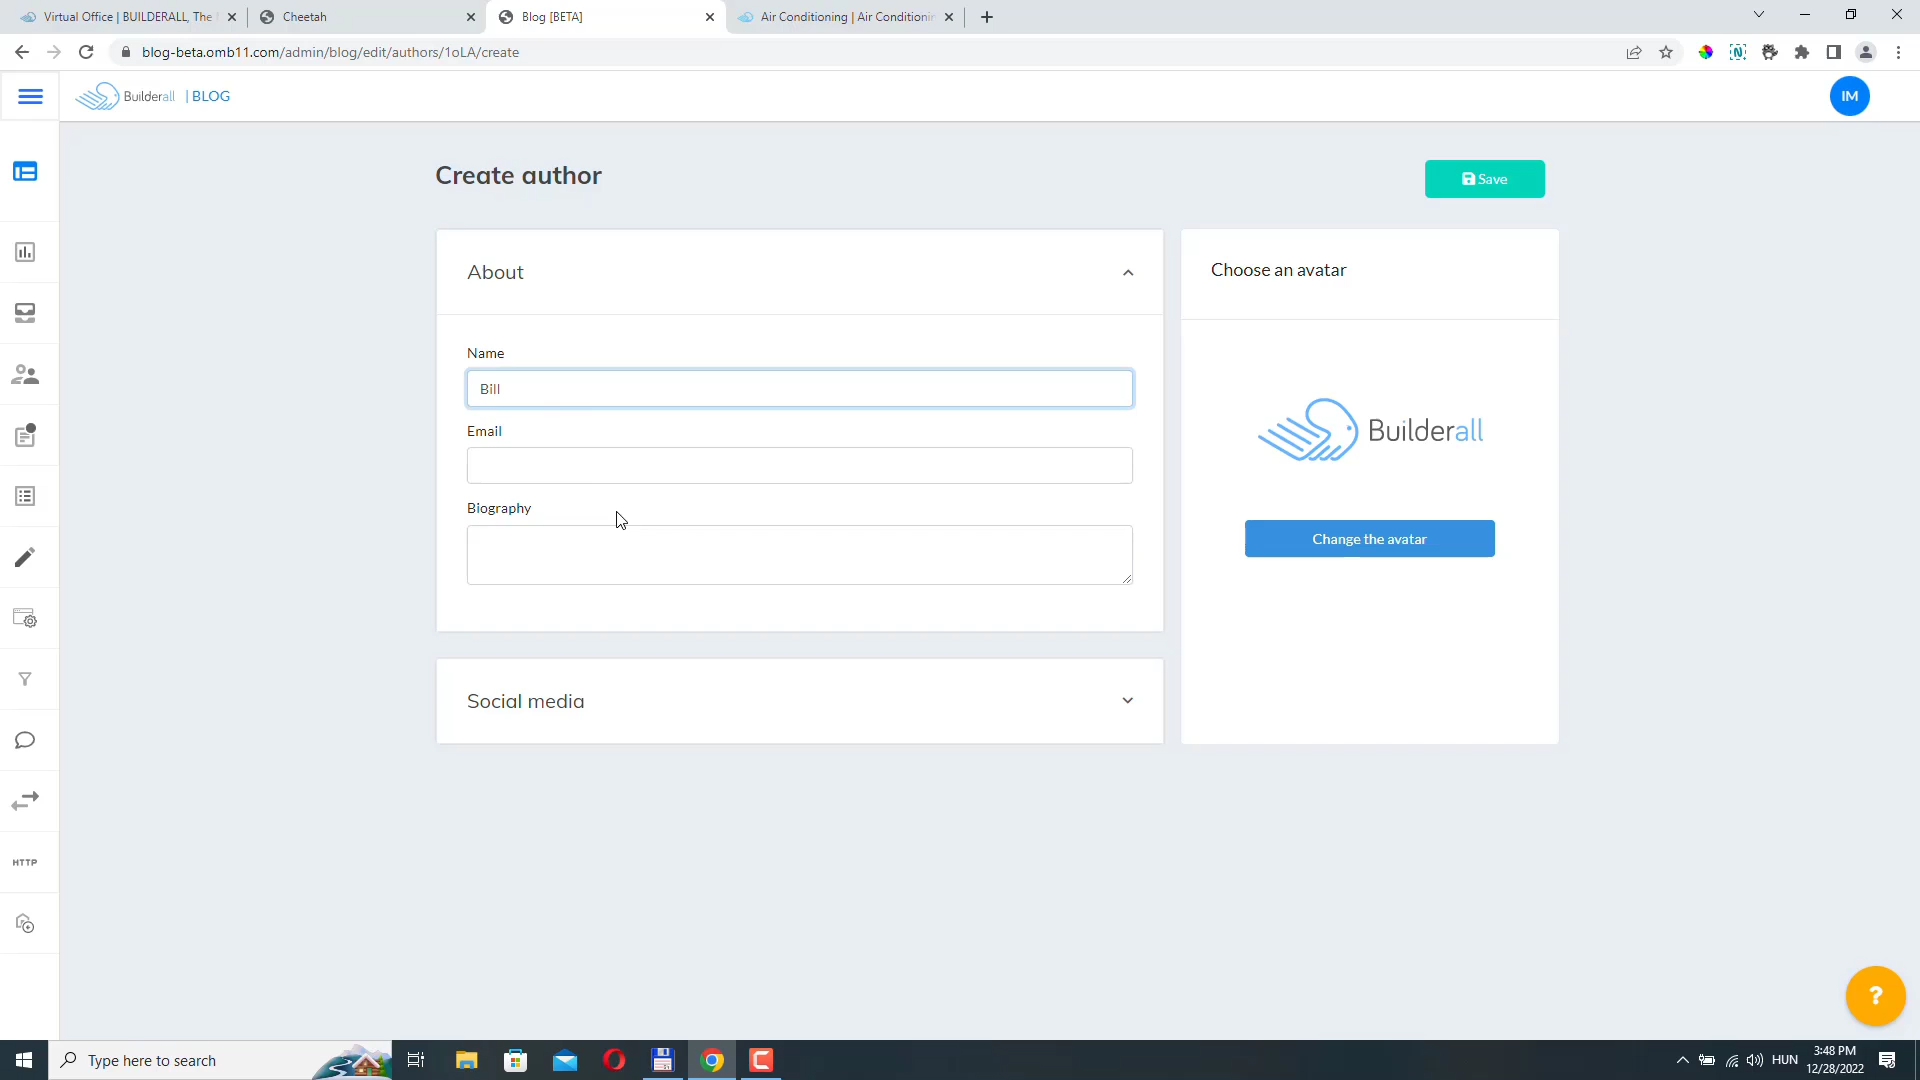 Virtual Office | BUILDERALL, The
Cheetah
Blog [BETA]
Air Conditioning | Air Conditionin
blog-beta.omb11.com/admin/blog/edit/authors/1oLA/create
Builderall | BLOG
IM
Create author
Save
About
Choose an avatar
Name
Bill
Email
Builderall
Biography
Change the avatar
Social media
HTTP
?
Type here to search
HUN
3:48 PM
12/28/2022